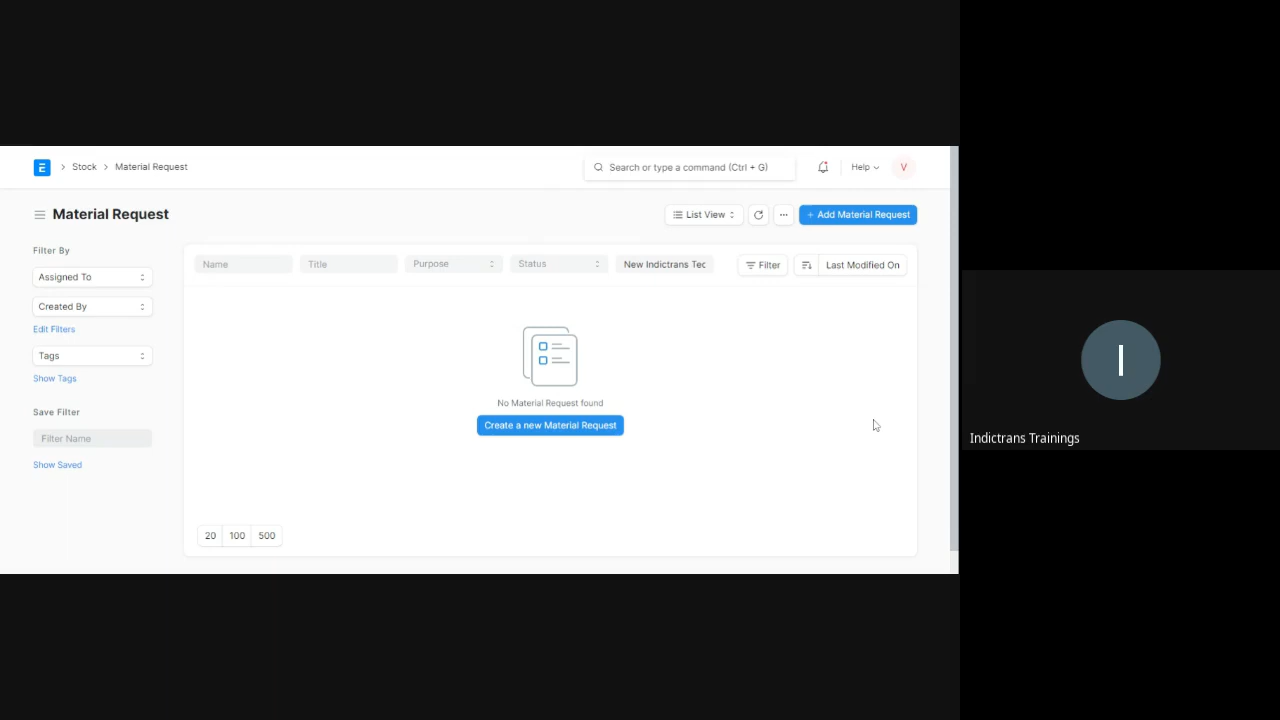 E > Stock > Material Request
Search or type a command (Ctrl + G)
Help
V
Material Request
List View
+ Add Material Request
Filter By
Assigned To
Created By
Edit Filters
Tags
Show Tags
Save Filter
Filter Name
Show Saved
Name
Title
Purpose
Status
New Indictrans Tec
Filter
Last Modified On
No Material Request found
Create a new Material Request
20 100 500
I
Indictrans Trainings